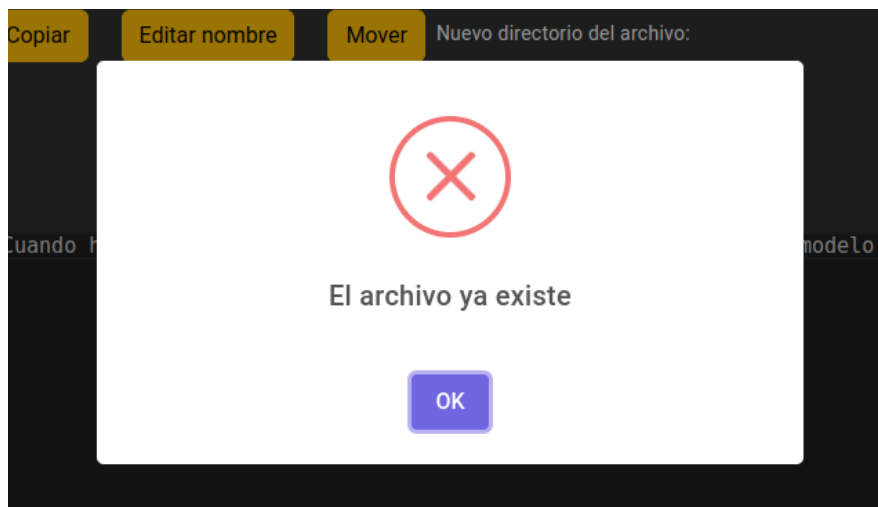 Copiar
Editar nombre
Mover
Nuevo directorio del archivo:
Cuando h
modelo
El archivo ya existe
OK